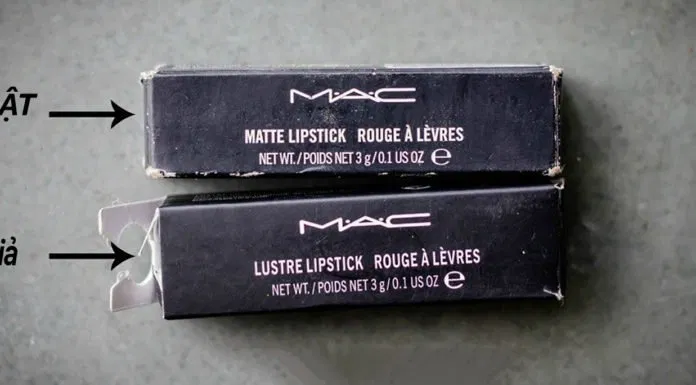 ẬT
M·A·C
MATTE LIPSTICK ROUGE À LÈVRES
NET WT./POIDS NET 3 g/0.1 US OZ ℮
iả
M·A·C
LUSTRE LIPSTICK ROUGE À LÈVRES
NET WT./POIDS NET 3 g/0.1 US OZ ℮